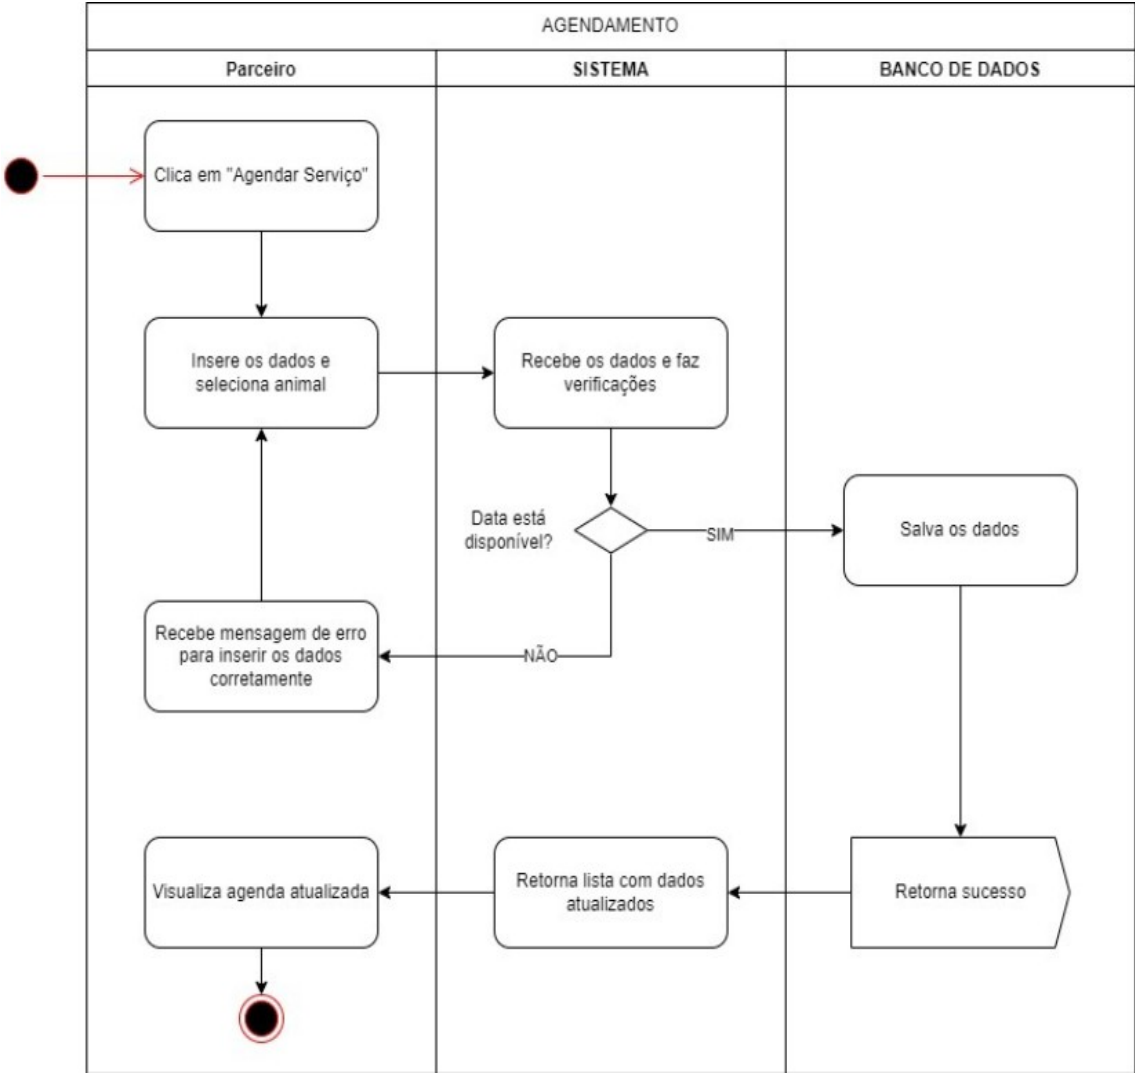 AGENDAMENTO
Parceiro
SISTEMA
BANCO DE DADOS
Clica em "Agendar Serviço"
Insere os dados e
seleciona animal
Recebe os dados e faz
verificações
Data está
disponível?
SIM
Salva os dados
Recebe mensagem de erro
para inserir os dados
corretamente
NÃO
Visualiza agenda atualizada
Retorna lista com dados
atualizados
Retorna sucesso